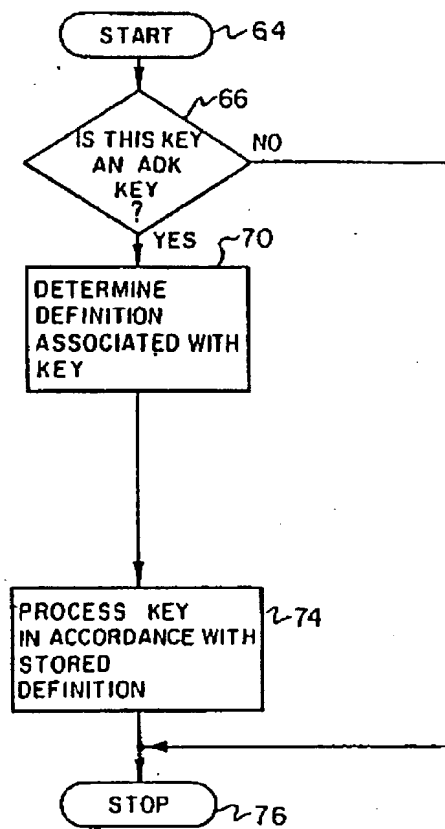 START
64
66
IS THIS KEY
AN ADK
KEY
?
NO
YES
70
DETERMINE
DEFINITION
ASSOCIATED WITH
KEY
PROCESS KEY
IN ACCORDANCE WITH
STORED
DEFINITION
74
STOP
76